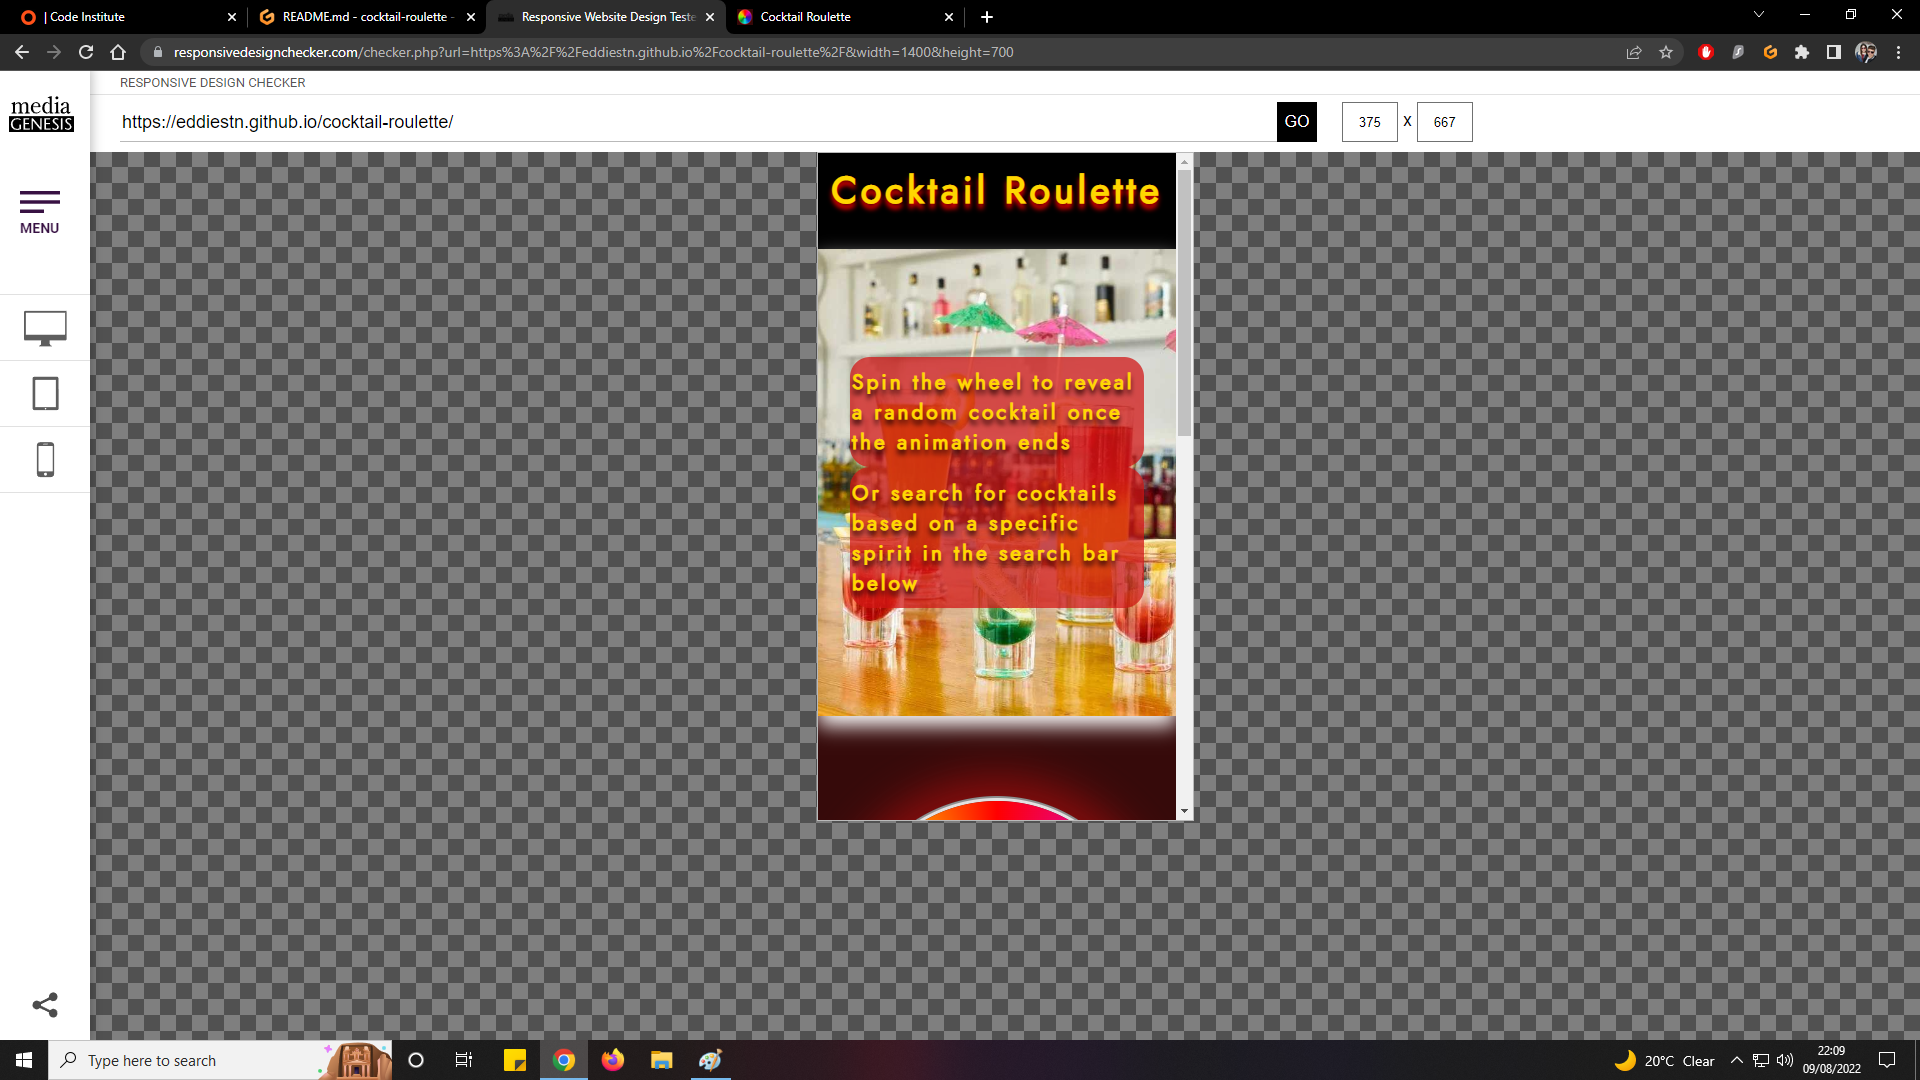 | Code Institute
README.md - cocktail-roulette -
Responsive Website Design Teste
Cocktail Roulette
responsivedesignchecker.com/checker.php?url=https%3A%2F%2Feddiestn.github.io%2Fcocktail-roulette%2F&width=1400&height=700
media
GENESIS
RESPONSIVE DESIGN CHECKER
https://eddiestn.github.io/cocktail-roulette/
GO
375 X 667
MENU
Cocktail Roulette
Spin the wheel to reveal
a random cocktail once
the animation ends
Or search for cocktails
based on a specific
spirit in the search bar
below
Type here to search
20°C Clear
22:09
09/08/2022